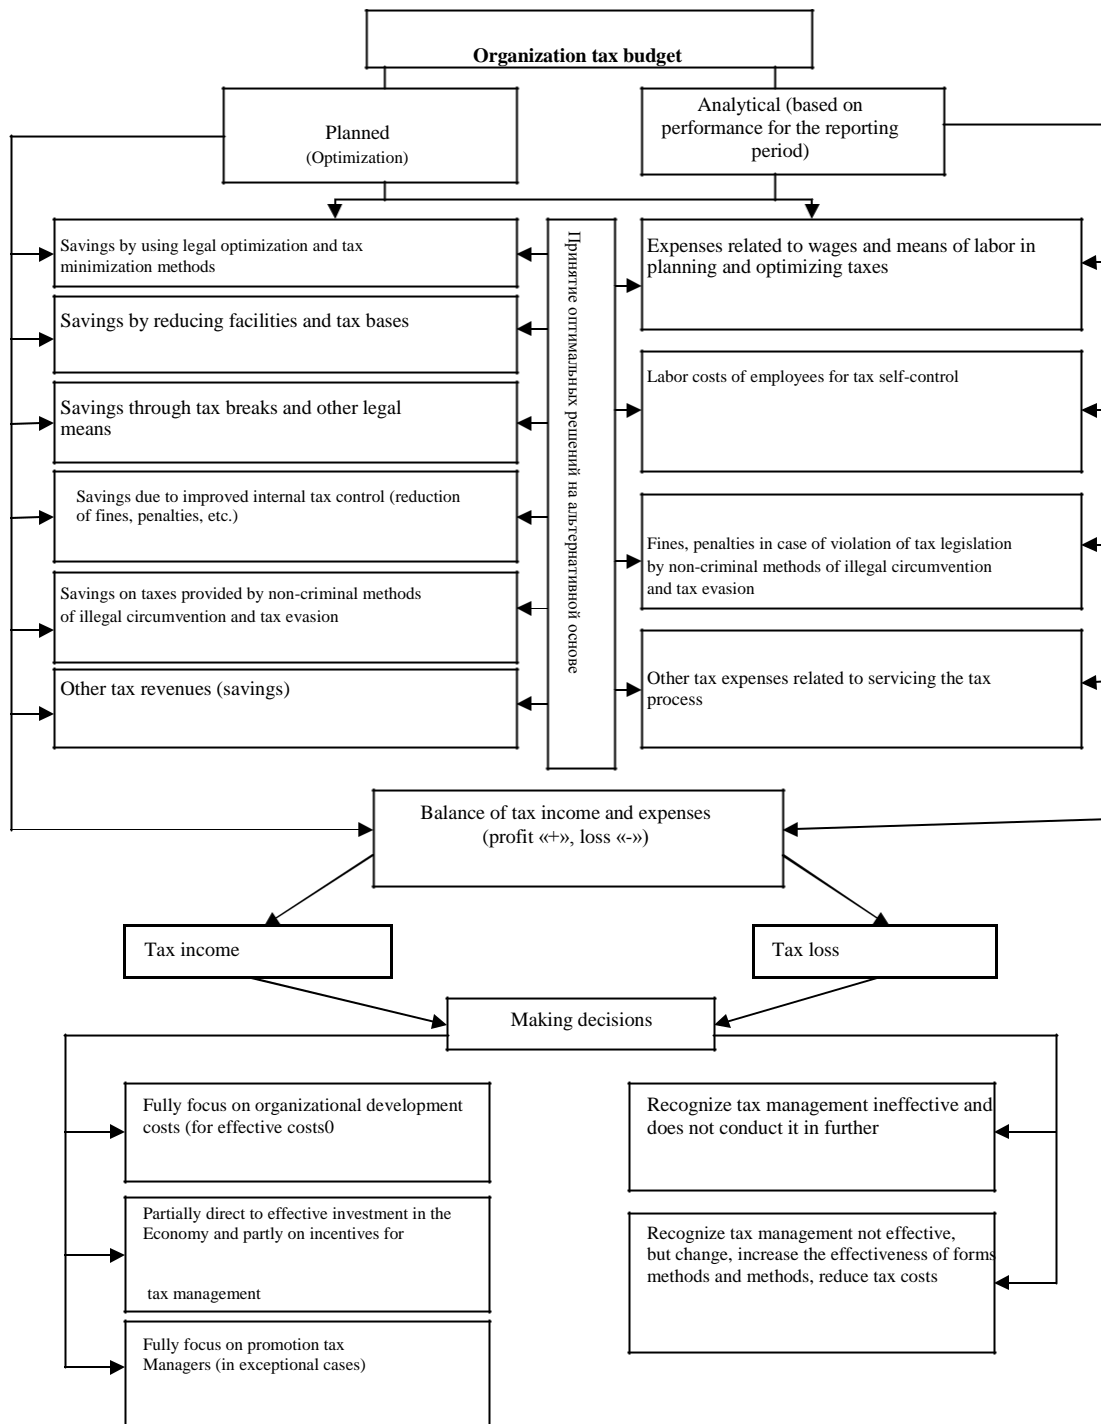 Organization tax budget
Planned
(Optimization)
Analytical (based on
performance for the reporting
period)
Savings by using legal optimization and tax
minimization methods
Savings by reducing facilities and tax bases
Savings through tax breaks and other legal
means
Savings due to improved internal tax control (reduction
of fines, penalties, etc.)
Savings on taxes provided by non-criminal methods
of illegal circumvention and tax evasion
Other tax revenues (savings)
Принятие оптимальных решений на альтернативной основе
Expenses related to wages and means of labor in
planning and optimizing taxes
Labor costs of employees for tax self-control
Fines, penalties in case of violation of tax legislation
by non-criminal methods of illegal circumvention
and tax evasion
Other tax expenses related to servicing the tax
process
Balance of tax income and expenses
(profit «+», loss «-»)
Tax income
Tax loss
Making decisions
Fully focus on organizational development
costs (for effective costs0
Partially direct to effective investment in the
Economy and partly on incentives for
tax management
Fully focus on promotion tax
Managers (in exceptional cases)
Recognize tax management ineffective and
does not conduct it in further
Recognize tax management not effective,
but change, increase the effectiveness of forms
methods and methods, reduce tax costs